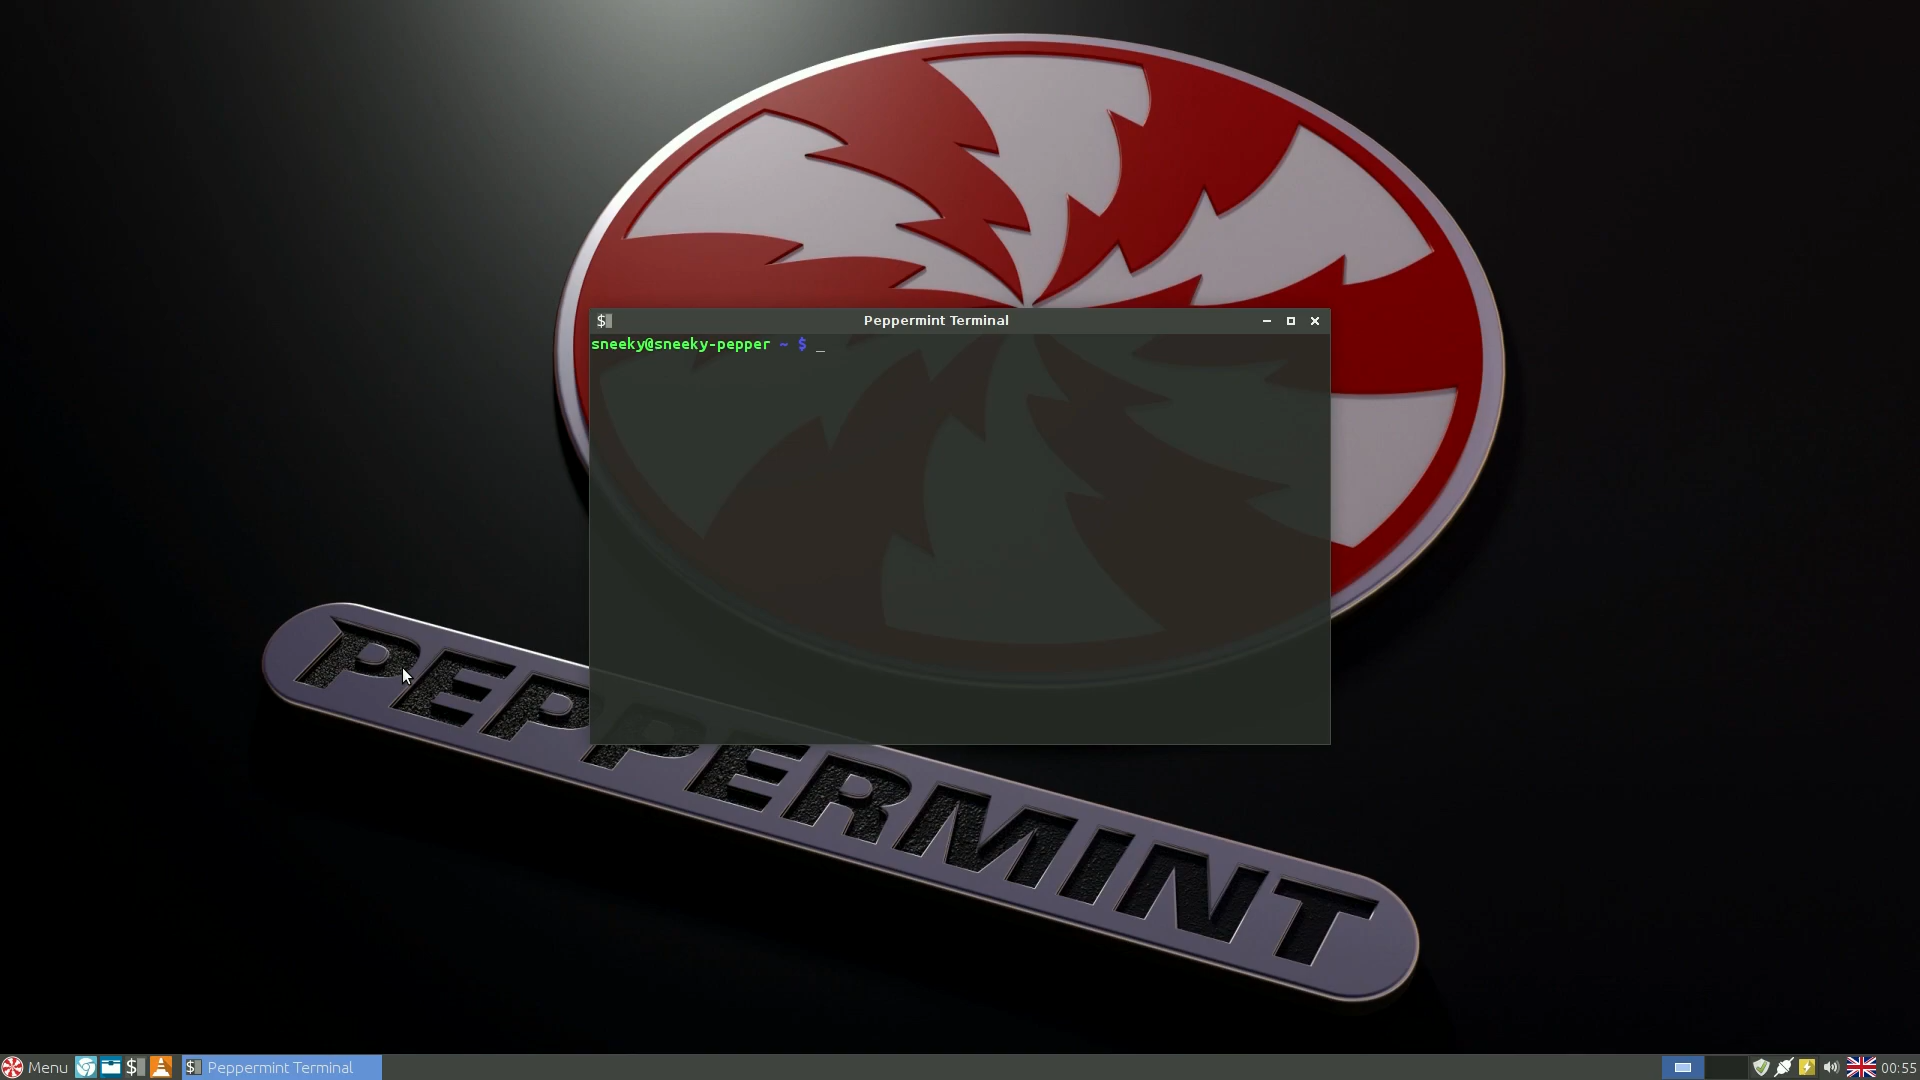 $ Peppermint Terminal
sneeky@sneeky-pepper ~ $ _
PEPPERMINT
Menu $ $ Peppermint Terminal 00:55